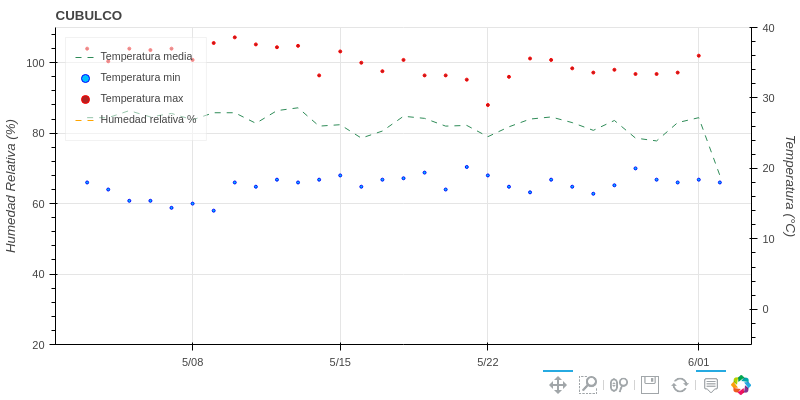 CUBULCO
Temperatura media
Temperatura min
Temperatura max
Humedad relativa %
Humedad Relativa (%)
100
80
60
40
20
40
30
20
10
0
Temperatura (°C)
5/08
5/15
5/22
6/01